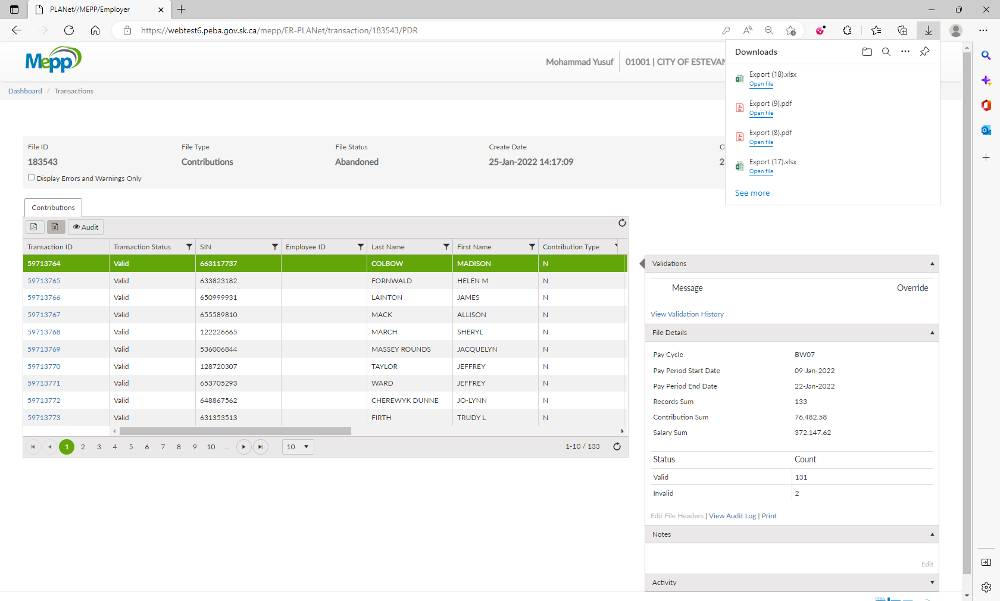 PLANet//MEPP/Employer
https://webtest6.peba.gov.sk.ca/mepp/ER-PLANet/transaction/183543/PDR
Mepp
Mohammad Yusuf
01001 | CITY OF ESTEVAN
Downloads
Export (18).xlsx
Open file
Export (9).pdf
Open file
Export (8).pdf
Open file
Export (17).xlsx
Open file
See more
Dashboard / Transactions
File ID File Type File Status Create Date
183543 Contributions Abandoned 25-Jan-2022 14:17:09
Display Errors and Warnings Only
Contributions
Audit
Transaction ID Transaction Status SIN Employee ID Last Name First Name Contribution Type
59713764 Valid 663117737 COLBOW MADISON N
59713765 Valid 633823182 FORNWALD HELEN M N
59713766 Valid 650999931 LAINTON JAMES N
59713767 Valid 655589810 MACK ALLISON N
59713768 Valid 122226665 MARCH SHERYL N
59713769 Valid 536006844 MASSEY ROUNDS JACQUELYN N
59713770 Valid 128720307 TAYLOR JEFFREY N
59713771 Valid 653705293 WARD JEFFREY N
59713772 Valid 648867562 CHEREWYK DUNNE JO-LYNN N
59713773 Valid 631353513 FIRTH TRUDY L N
1 2 3 4 5 6 7 8 9 10 ... 10 1-10 / 133
Validations
Message Override
View Validation History
File Details
Pay Cycle BW07
Pay Period Start Date 09-Jan-2022
Pay Period End Date 22-Jan-2022
Records Sum 133
Contribution Sum 76,482.58
Salary Sum 372,147.62
Status Count
Valid 131
Invalid 2
Edit File Headers | View Audit Log | Print
Notes
Edit
Activity
PEBA